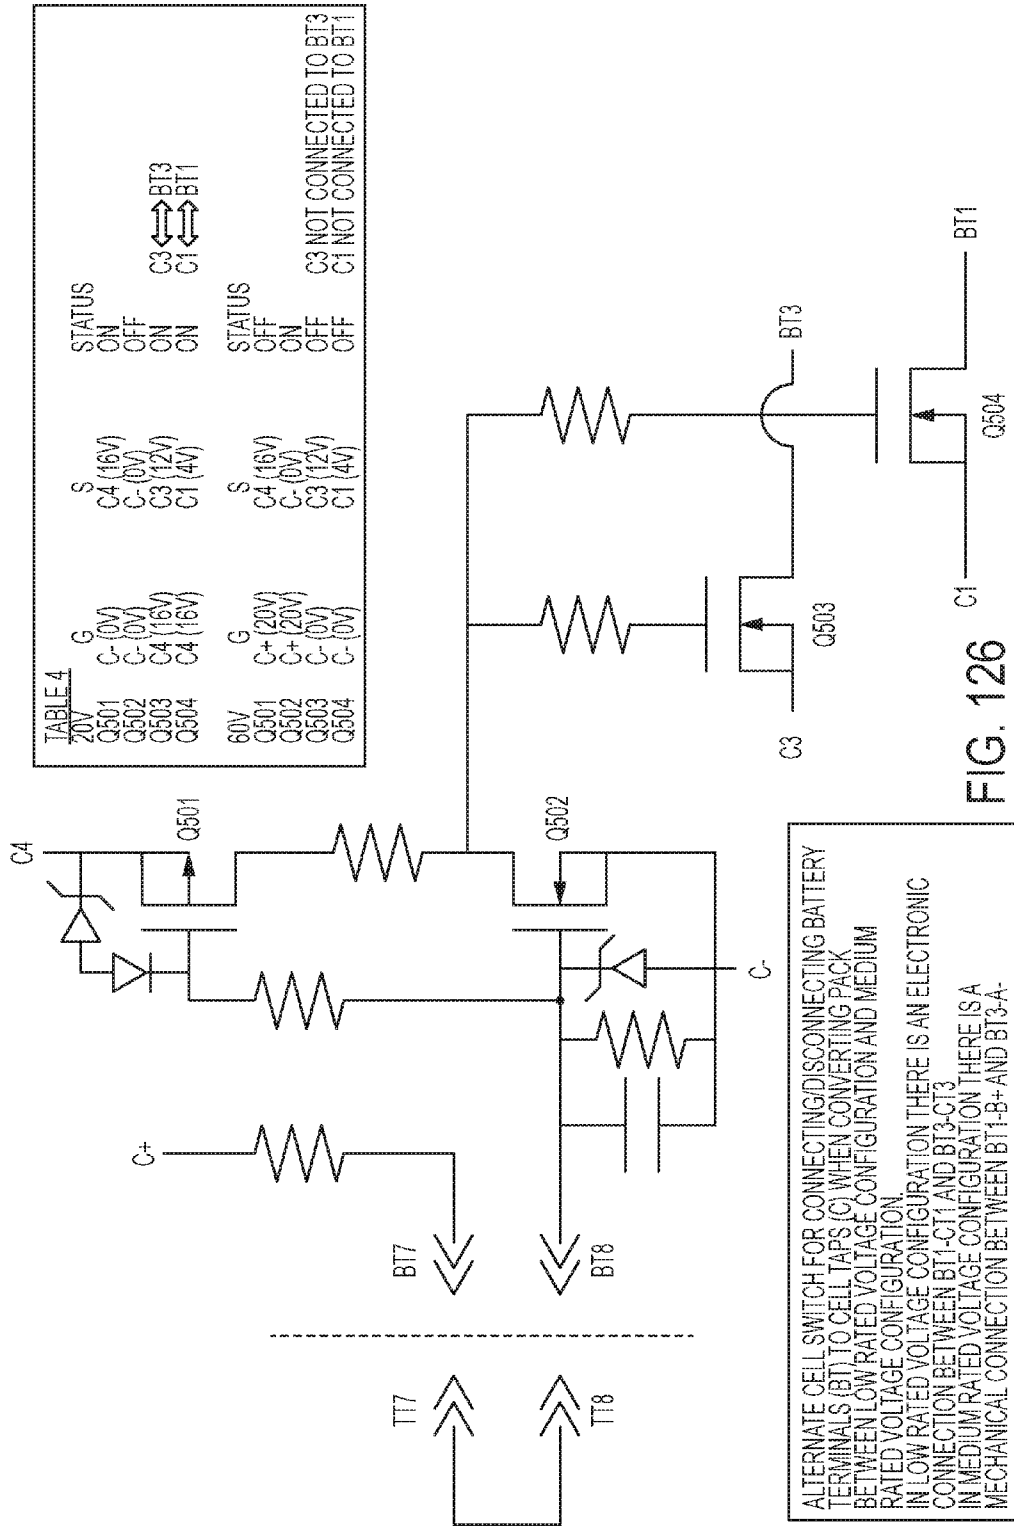 TABLE 4
20V G S STATUS
Q501 C- (0V) C4 (16V) ON
Q502 C- (0V) C- (0V) OFF
Q503 C4 (16V) C3 (12V) ON C3⇔BT3
Q504 C4 (16V) C1 (4V) ON C1⇔BT1
60V G S STATUS
Q501 C+ (20V) C4 (16V) OFF
Q502 C+ (20V) C- (0V) ON
Q503 C- (0V) C3 (12V) OFF C3 NOT CONNECTED TO BT3
Q504 C- (0V) C1 (4V) OFF C1 NOT CONNECTED TO BT1
C4
Q501
C+
BT7
TT7
BT8
TT8
Q502
C-
BT3
Q503
C3
BT1
Q504
C1
ALTERNATE CELL SWITCH FOR CONNECTING/DISCONNECTING BATTERY
TERMINALS (BT) TO CELL TAPS (C) WHEN CONVERTING PACK
BETWEEN LOW RATED VOLTAGE CONFIGURATION AND MEDIUM
RATED VOLTAGE CONFIGURATION.
IN LOW RATED VOLTAGE CONFIGURATION THERE IS AN ELECTRONIC
CONNECTION BETWEEN BT1-CT1 AND BT3-CT3
IN MEDIUM RATED VOLTAGE CONFIGURATION THERE IS A
MECHANICAL CONNECTION BETWEEN BT1-B+ AND BT3-A-
FIG. 126